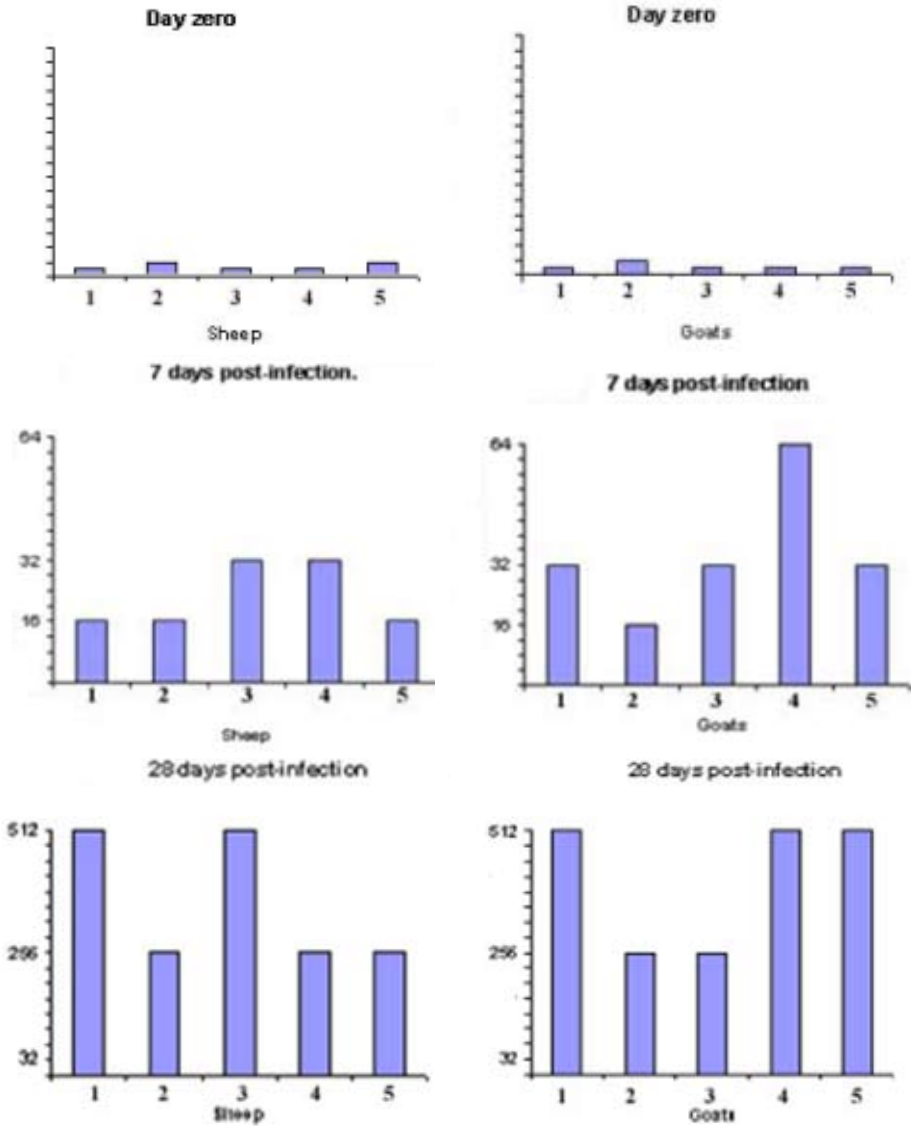 Day zero
1 2 3 4 5
Sheep
Day zero
1 2 3 4 5
Goats
7 days post-infection.
64
32
16
1 2 3 4 5
Sheep
7 days post-infection
64
32
16
1 2 3 4 5
Goats
28 days post-infection
512
256
32
1 2 3 4 5
Sheep
28 days post-infection
512
256
32
1 2 3 4 5
Goats